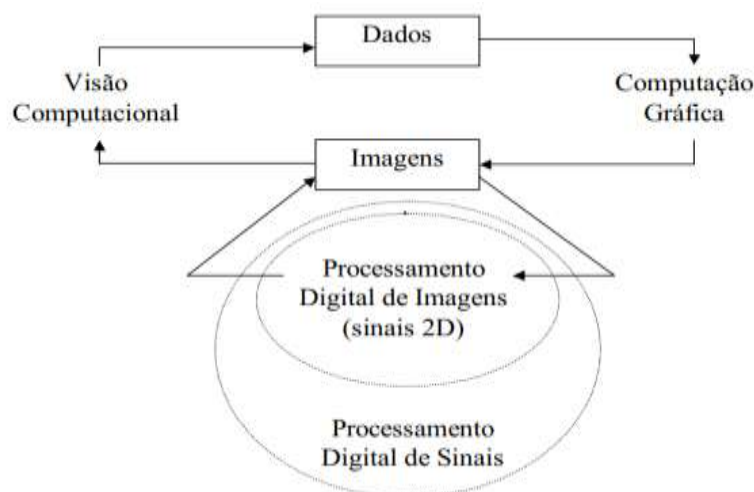 Dados
Visão
Computacional
Computação
Gráfica
Imagens
Processamento
Digital de Imagens
(sinais 2D)
Processamento
Digital de Sinais